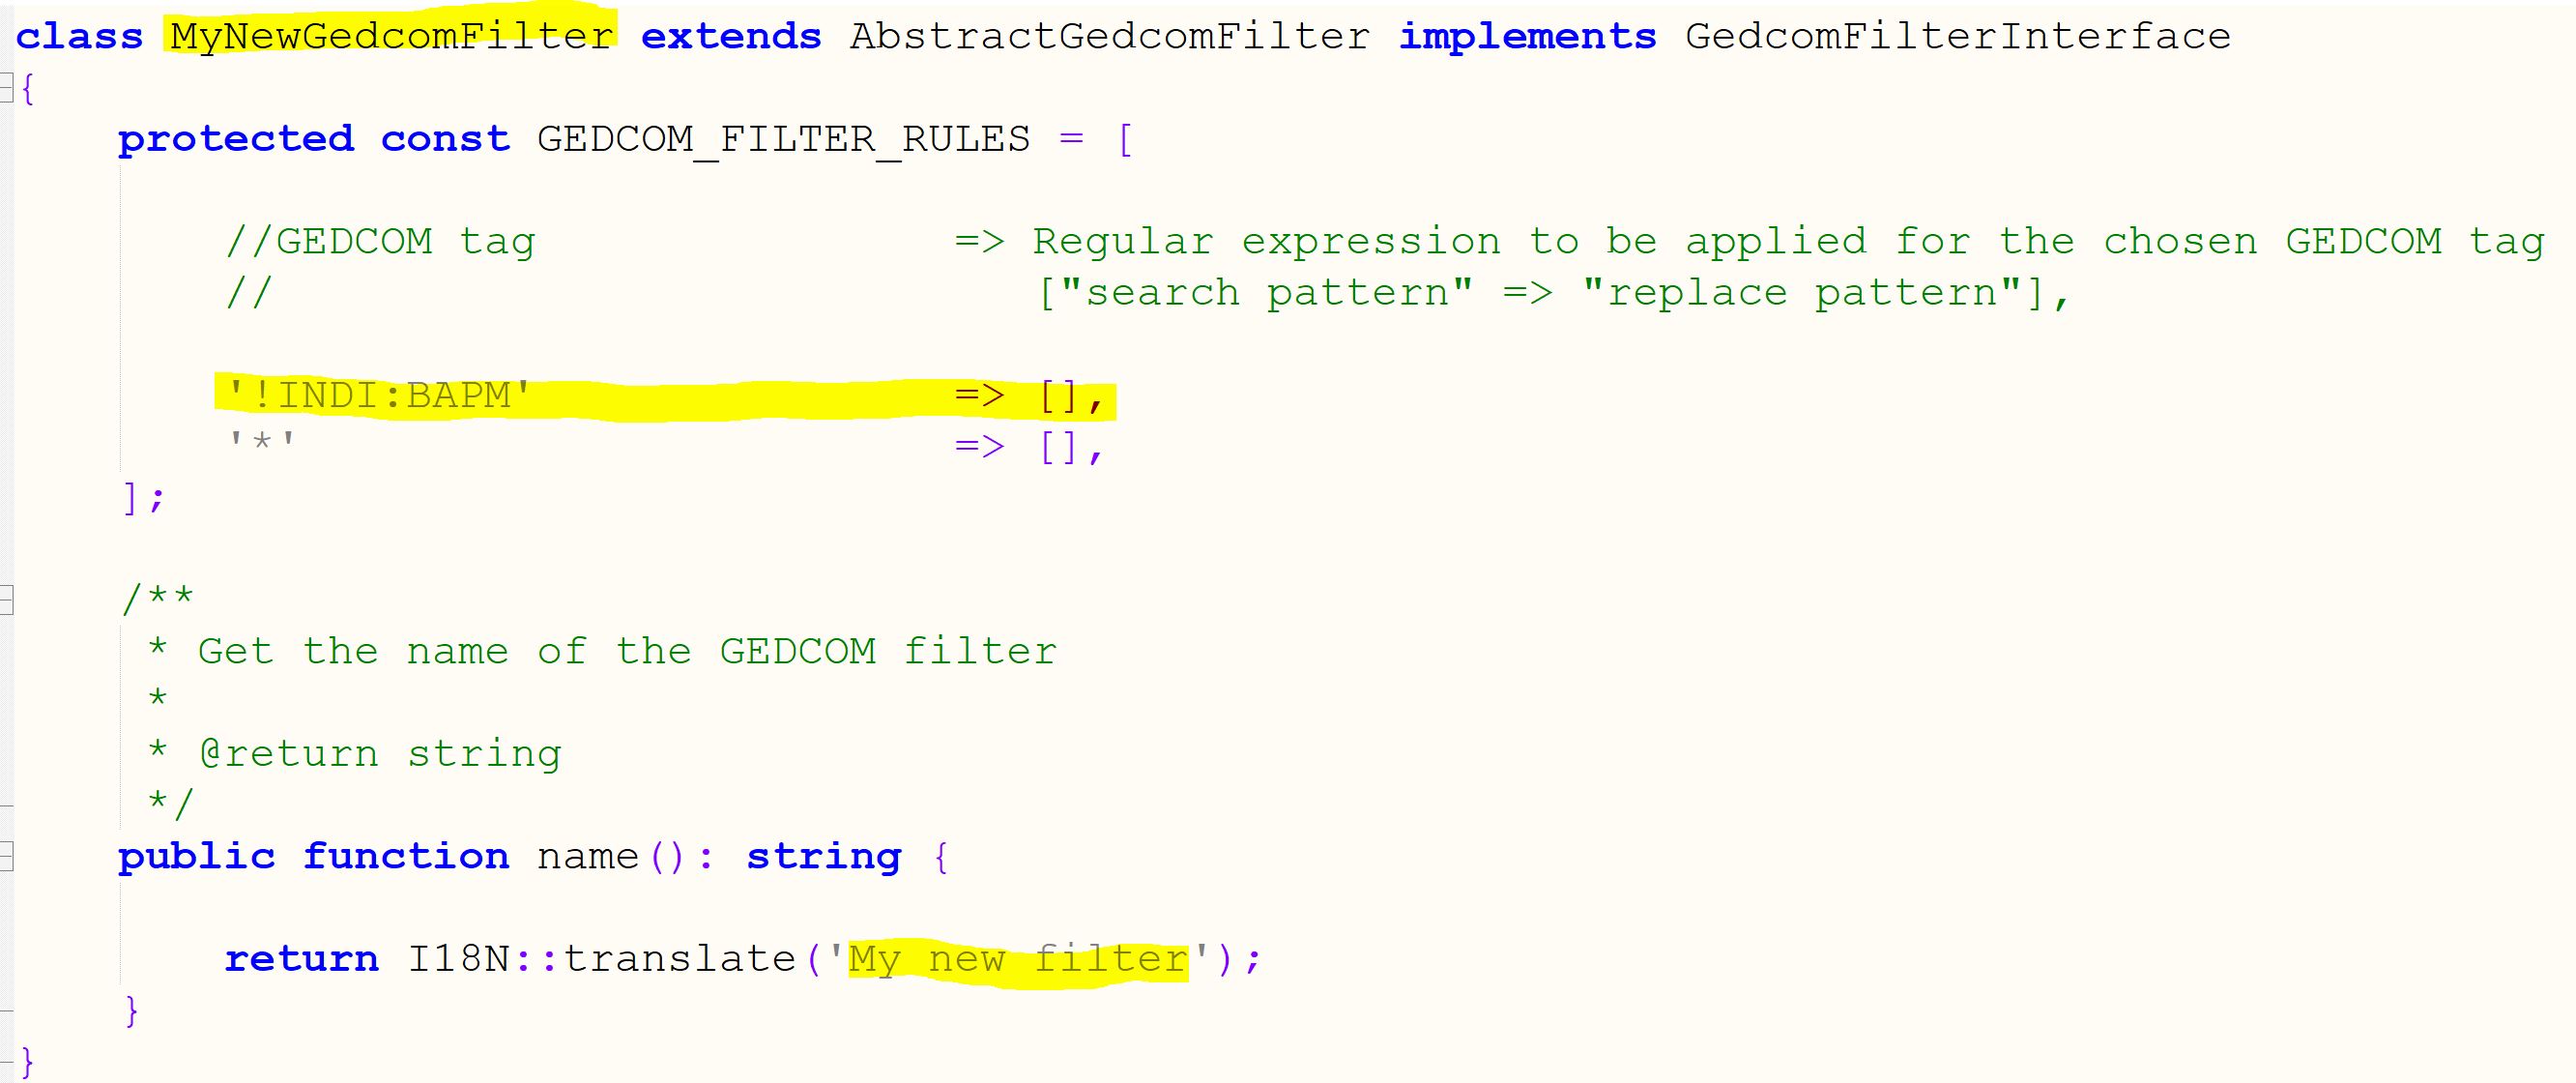 class MyNewGedcomFilter extends AbstractGedcomFilter implements GedcomFilterInterface
{
    protected const GEDCOM_FILTER_RULES = [

        //GEDCOM tag                => Regular expression to be applied for the chosen GEDCOM tag
        //                             ["search pattern" => "replace pattern"],

        '!INDI:BAPM'                => [],
        '*'                         => [],
    ];

    /**
     * Get the name of the GEDCOM filter
     *
     * @return string
     */
    public function name(): string {

        return I18N::translate('My new filter');
    }
}